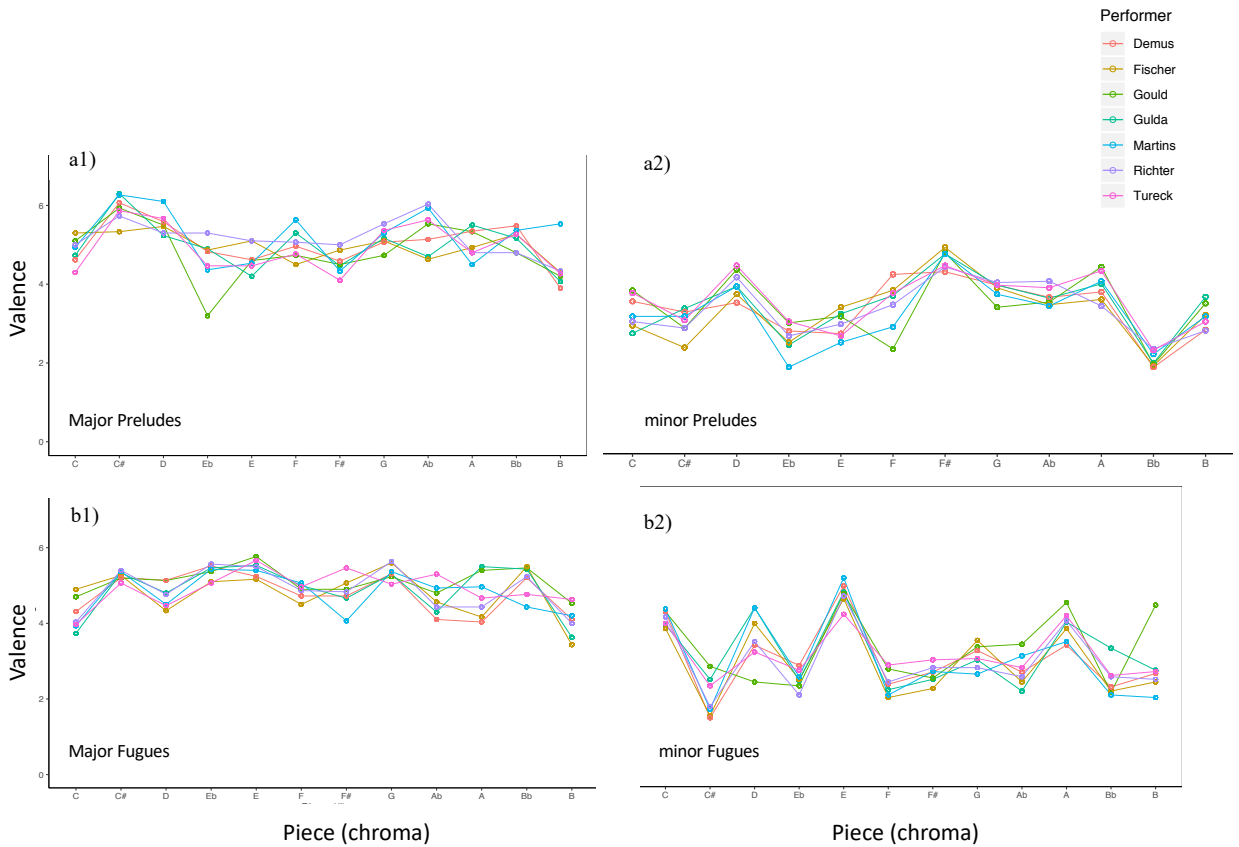 Performer
Demus
Fischer
Gould
Gulda
Martins
Richter
Tureck
a1)
a2)
Valence
6
4
2
0
Major Preludes
minor Preludes
C C# D Eb E F F# G Ab A Bb B
C C# D Eb E F F# G Ab A Bb B
b1)
b2)
Valence
6
4
2
0
Major Fugues
minor Fugues
C C# D Eb E F F# G Ab A Bb B
C C# D Eb E F F# G Ab A Bb B
Piece (chroma)
Piece (chroma)